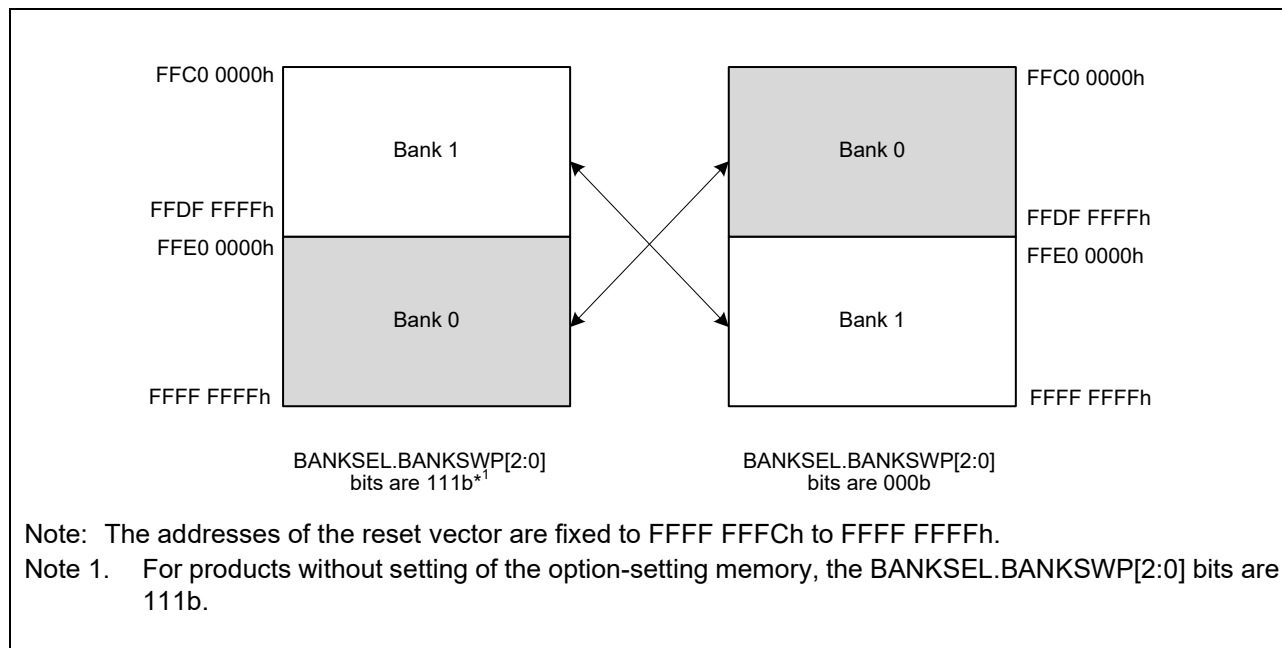 FFC0 0000h
Bank 1
FFDF FFFFh
FFE0 0000h
Bank 0
FFFF FFFFh
BANKSEL.BANKSWP[2:0]
bits are 111b*1
FFC0 0000h
Bank 0
FFDF FFFFh
FFE0 0000h
Bank 1
FFFF FFFFh
BANKSEL.BANKSWP[2:0]
bits are 000b
Note: The addresses of the reset vector are fixed to FFFF FFFCh to FFFF FFFFh.
Note 1. For products without setting of the option-setting memory, the BANKSEL.BANKSWP[2:0] bits are
111b.